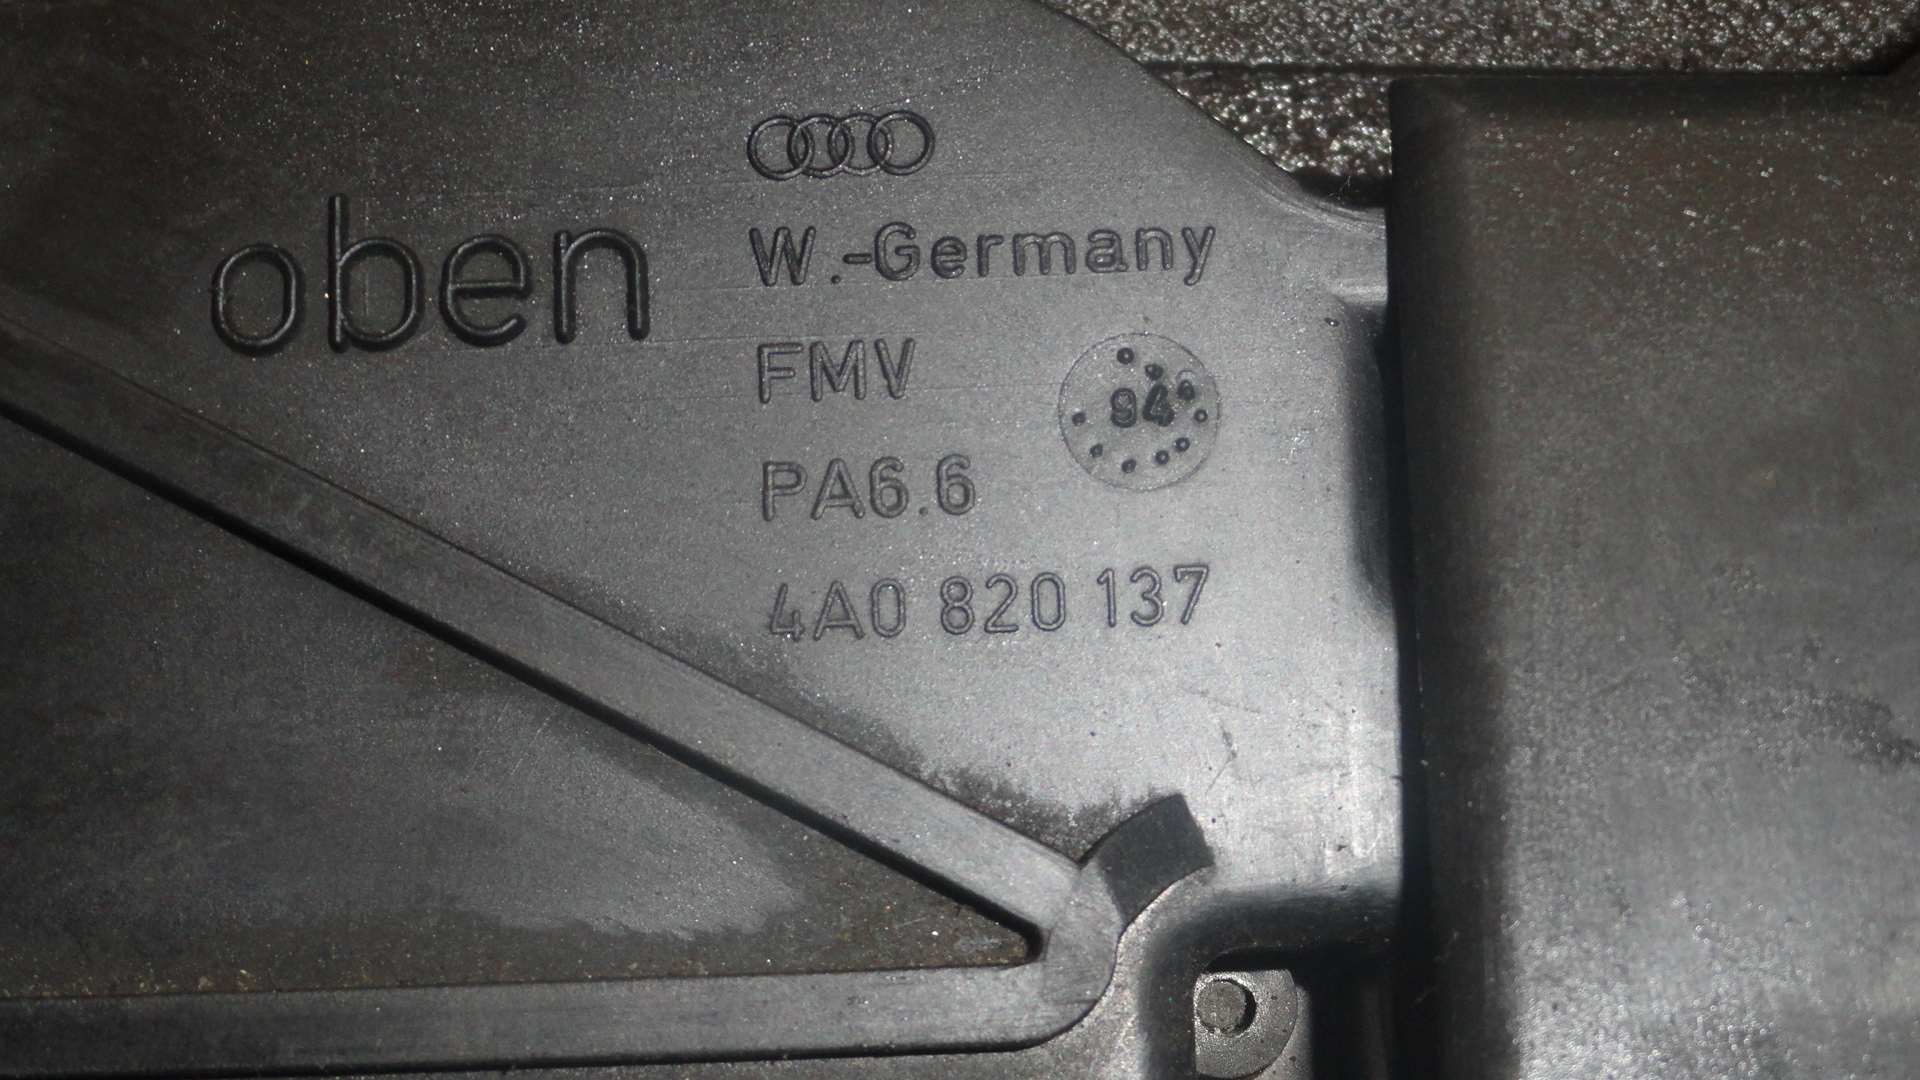 oben
W.-Germany
FMV
94
PA6.6
4A0 820 137